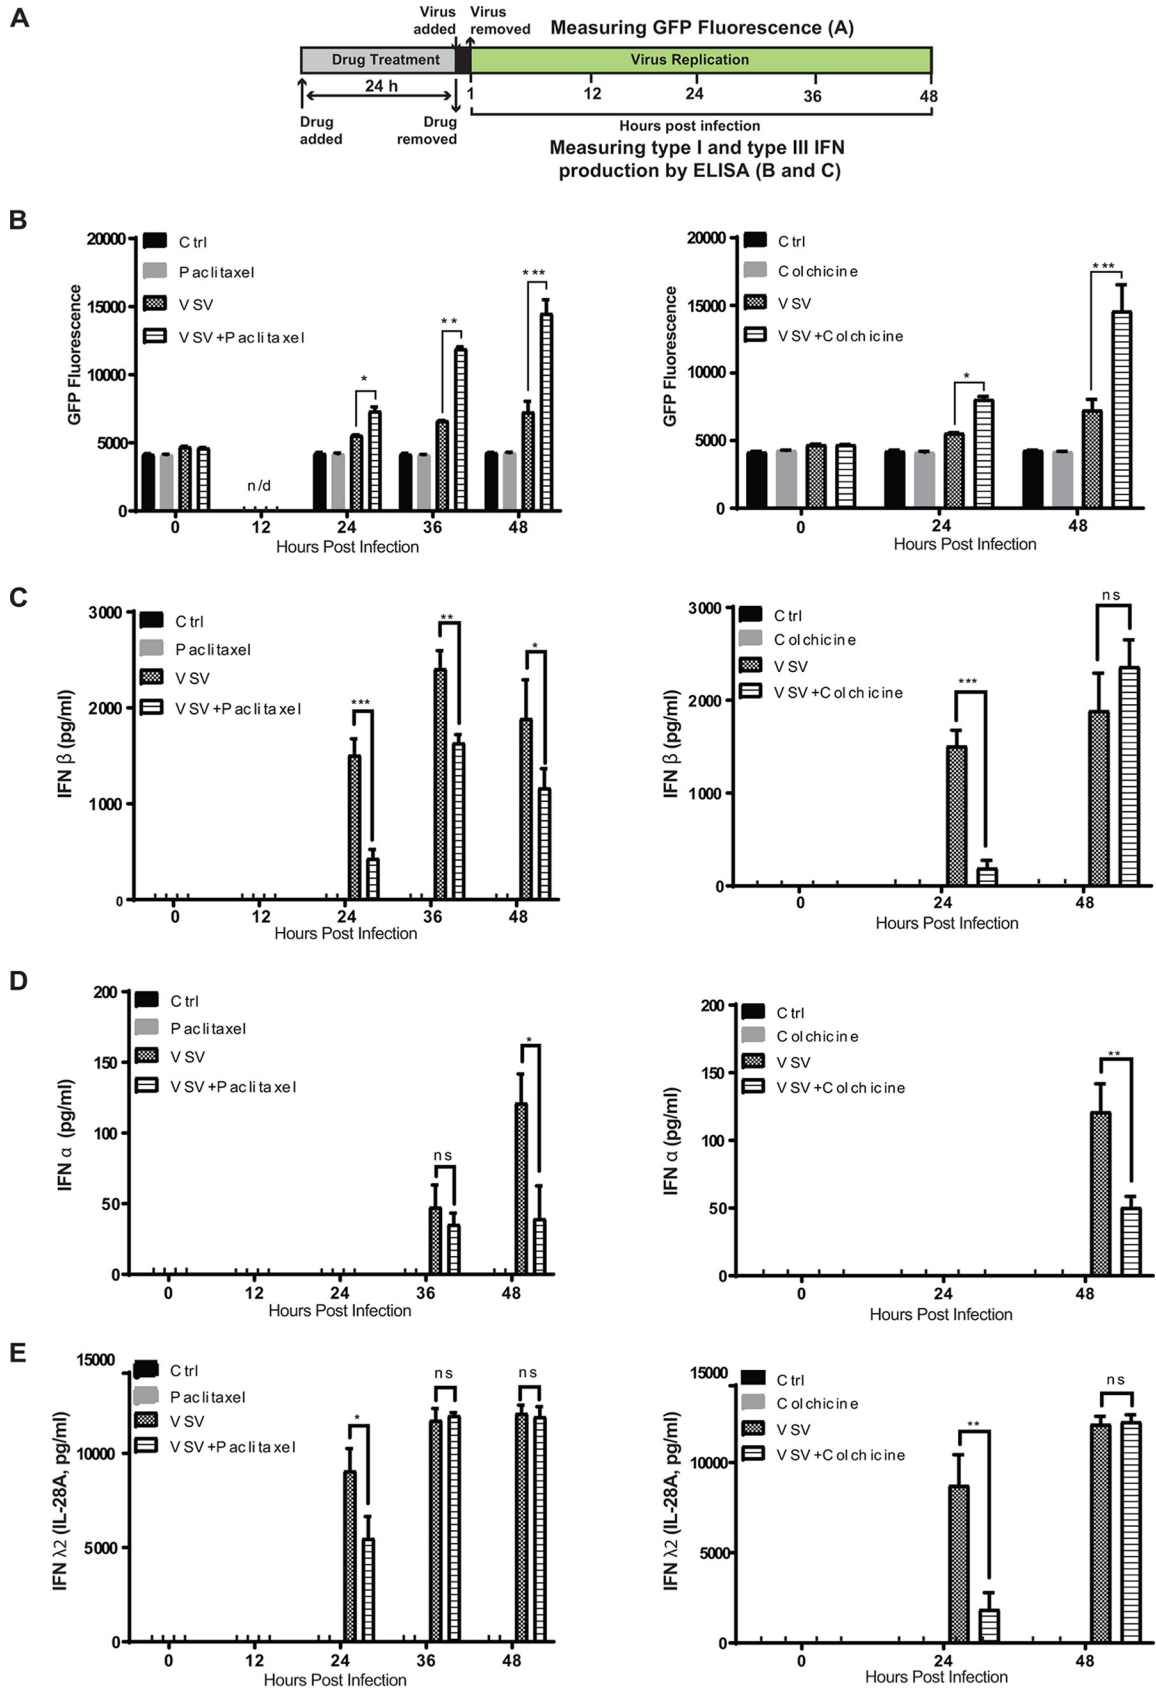 A
Virus added
Virus removed
Measuring GFP Fluorescence (A)
Drug Treatment
Virus Replication
24 h
1 12 24 36 48
Drug added
Drug removed
Hours post infection
Measuring type I and type III IFN
production by ELISA (B and C)
B
20000
15000
10000
5000
0
GFP Fluorescence
Ctrl
Paclitaxel
VSV
VSV+Paclitaxel
n/d
*
**
***
0 12 24 36 48
Hours Post Infection
20000
15000
10000
5000
0
GFP Fluorescence
Ctrl
Colchicine
VSV
VSV+Colchicine
*
***
0 24 48
Hours Post Infection
C
3000
2000
1000
0
IFN β (pg/ml)
Ctrl
Paclitaxel
VSV
VSV+Paclitaxel
***
**
*
0 12 24 36 48
Hours Post Infection
3000
2000
1000
0
IFN β (pg/ml)
Ctrl
Colchicine
VSV
VSV+Colchicine
***
ns
0 24 48
Hours Post Infection
D
200
150
100
50
0
IFN α (pg/ml)
Ctrl
Paclitaxel
VSV
VSV+Paclitaxel
ns
*
0 12 24 36 48
Hours Post Infection
200
150
100
50
0
IFN α (pg/ml)
Ctrl
Colchicine
VSV
VSV+Colchicine
**
0 24 48
Hours Post Infection
E
15000
10000
5000
0
IFN λ2 (IL-28A, pg/ml)
Ctrl
Paclitaxel
VSV
VSV+Paclitaxel
*
ns
ns
0 12 24 36 48
Hours Post Infection
15000
10000
5000
0
IFN λ2 (IL-28A, pg/ml)
Ctrl
Colchicine
VSV
VSV+Colchicine
**
ns
0 24 48
Hours Post Infection